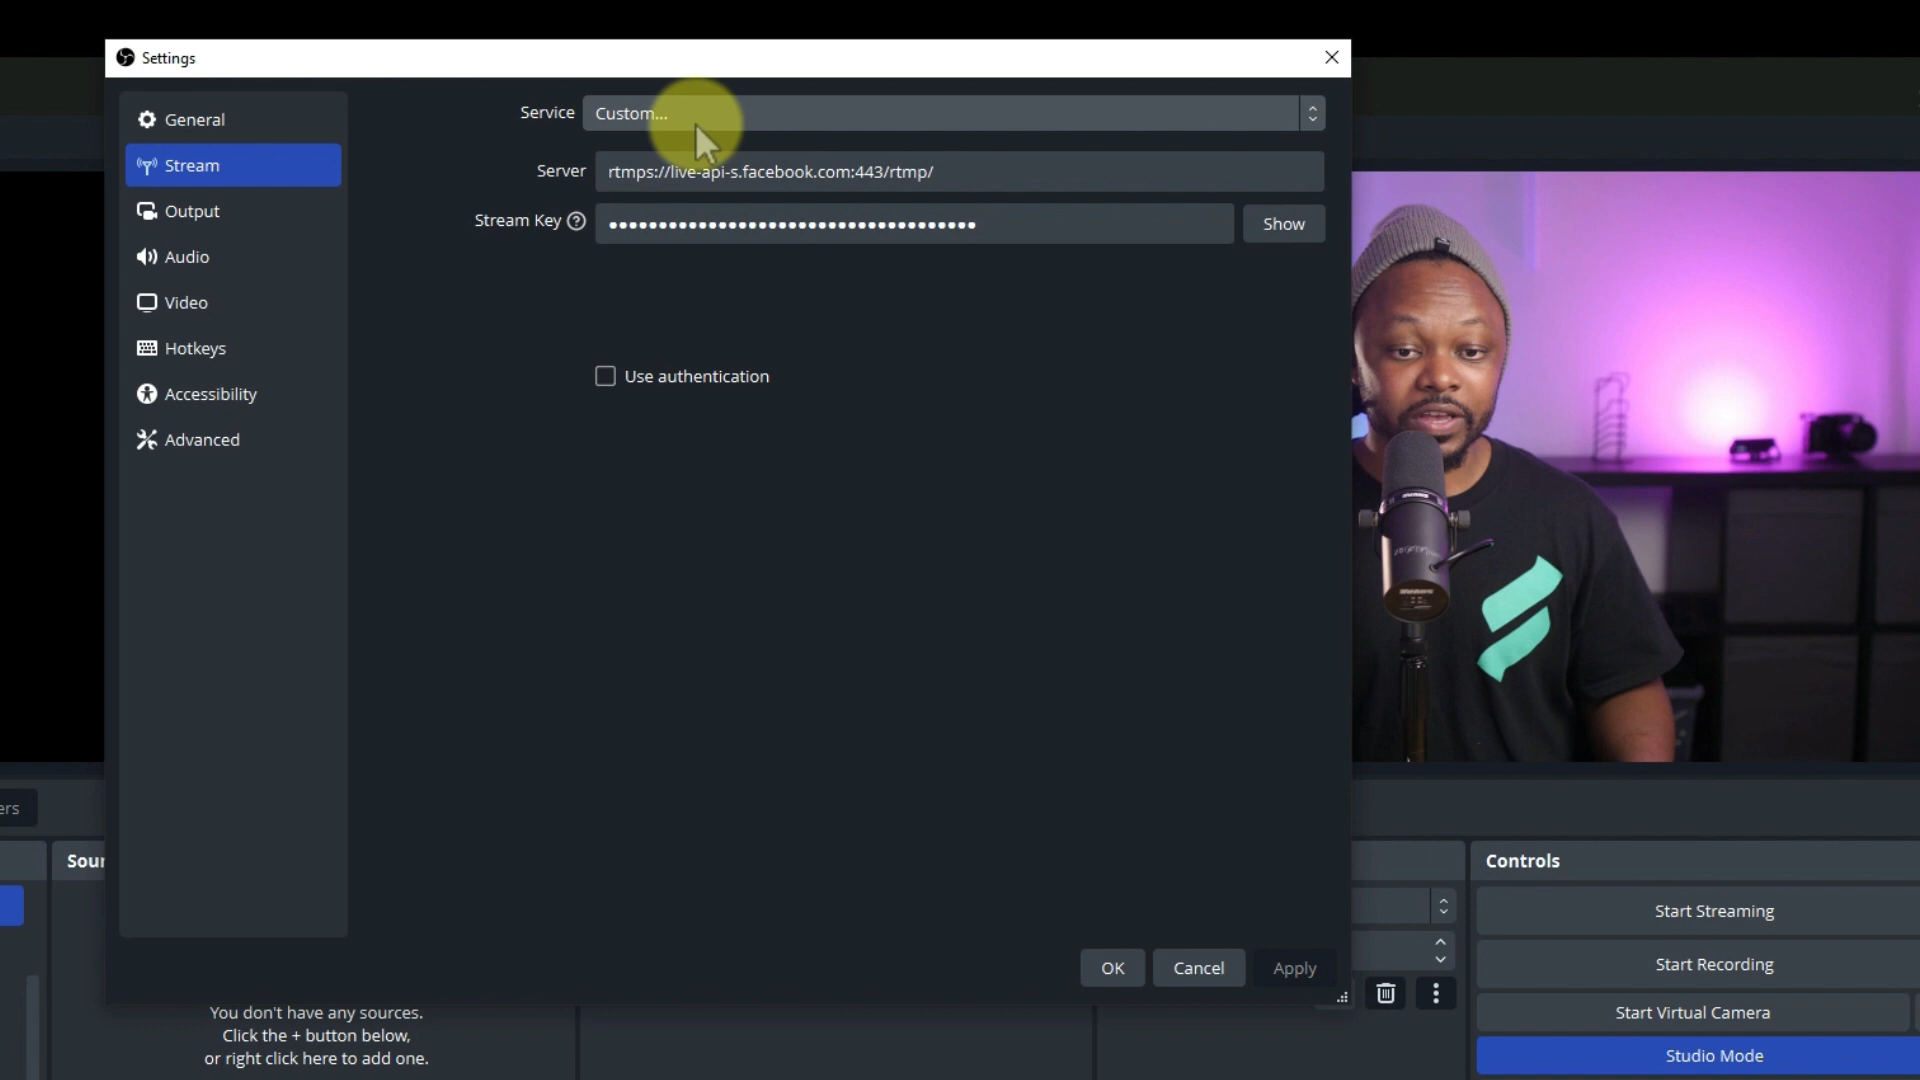 Settings
General
Stream
Output
Audio
Video
Hotkeys
Accessibility
Advanced
Service Custom...
Server rtmps://live-api-s.facebook.com:443/rtmp/
Stream Key ●●●●●●●●●●●●●●●●●●●●●●●●●●●●●●●●●●●●● Show
Use authentication
OK Cancel Apply
ers
Sour
You don't have any sources.
Click the + button below,
or right click here to add one.
Controls
Start Streaming
Start Recording
Start Virtual Camera
Studio Mode